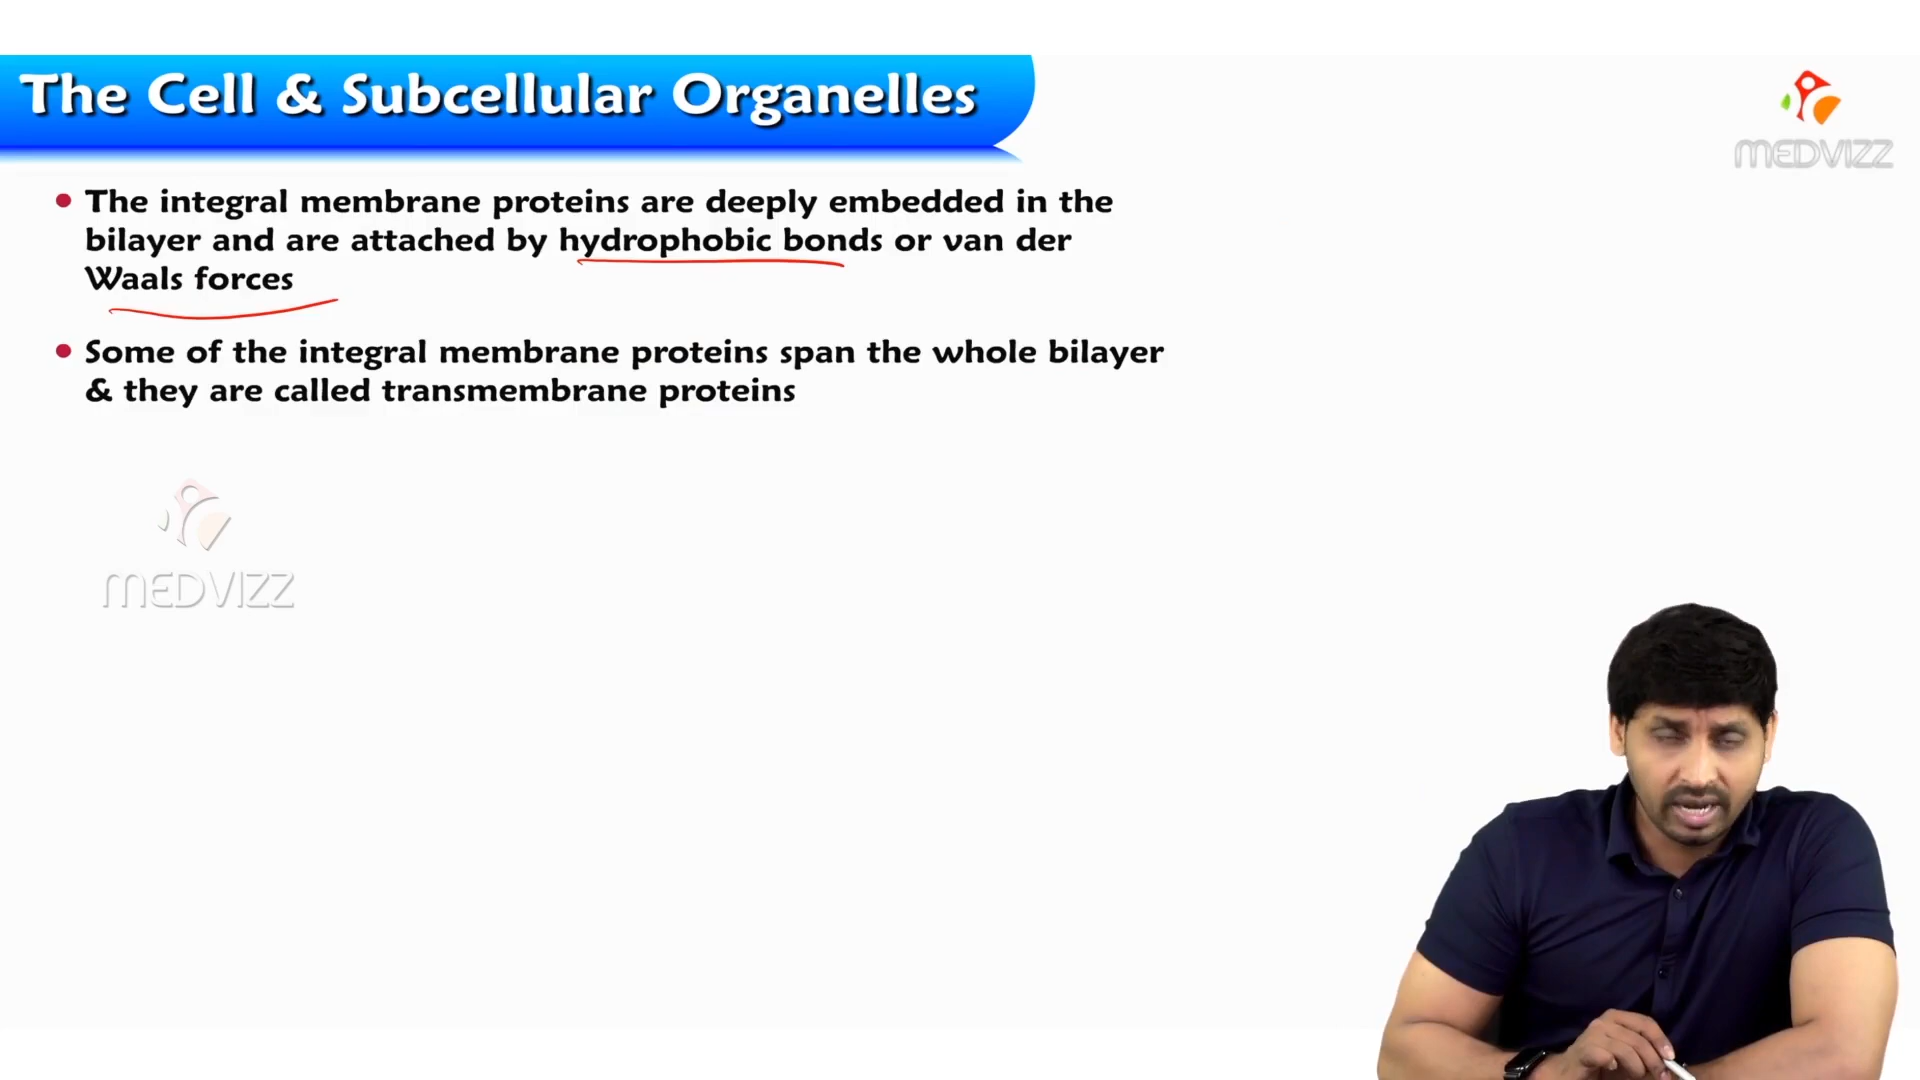 The Cell & Subcellular Organelles
MEDVIZZ
• The integral membrane proteins are deeply embedded in the
bilayer and are attached by hydrophobic bonds or van der
Waals forces
• Some of the integral membrane proteins span the whole bilayer
& they are called transmembrane proteins
MEDVIZZ